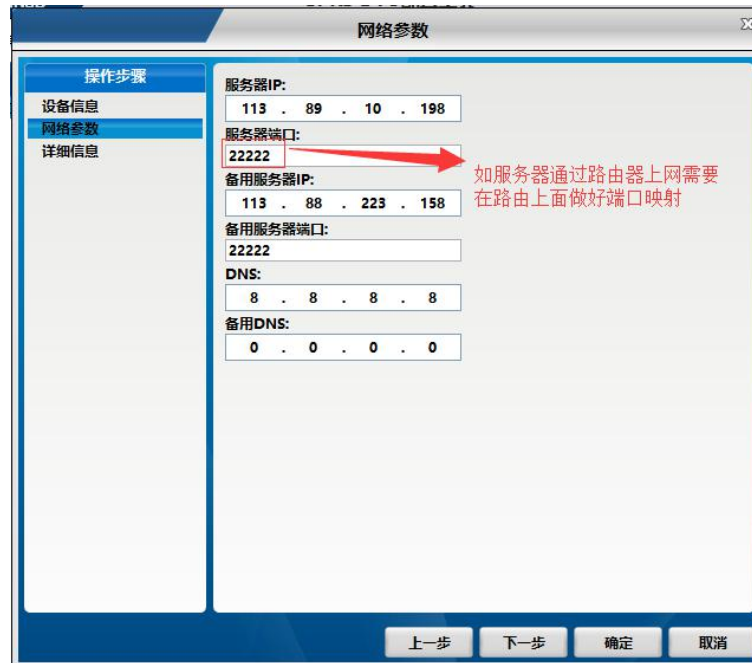 网络参数
操作步骤
设备信息
网络参数
详细信息
服务器IP:
113 . 89 . 10 . 198
服务器端口:
22222
如服务器通过路由器上网需要
在路由上面做好端口映射
备用服务器IP:
113 . 88 . 223 . 158
备用服务器端口:
22222
DNS:
8 . 8 . 8 . 8
备用DNS:
0 . 0 . 0 . 0
上一步 下一步 确定 取消